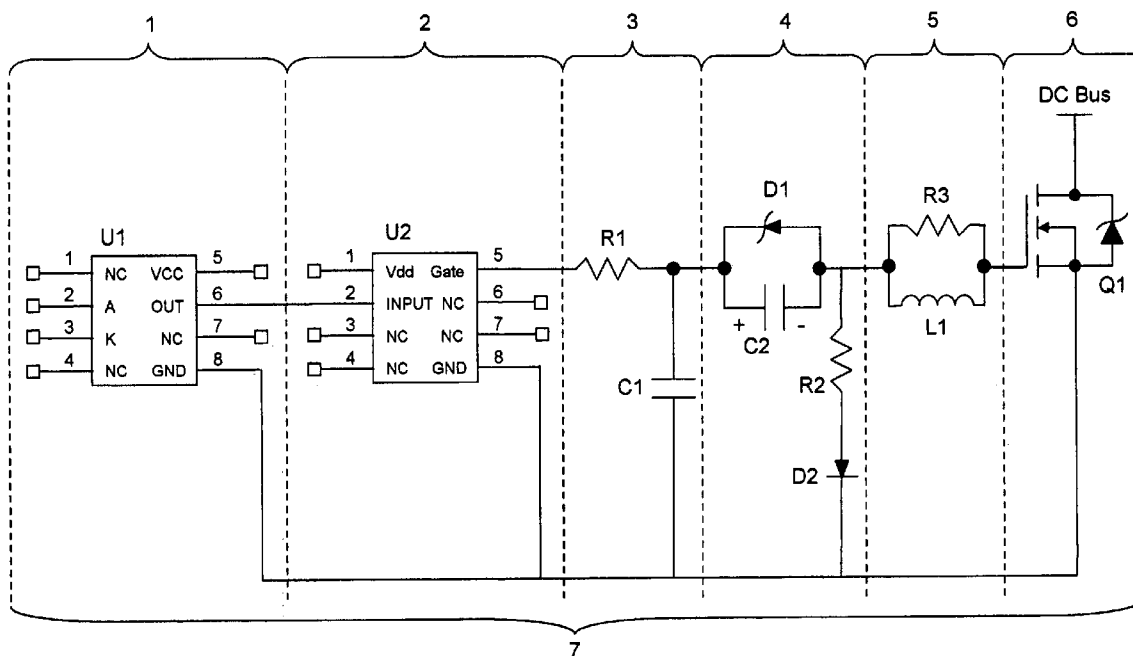 1 2 3 4 5 6
DC Bus
D1
R3
U1
U2
R1
1 NC VCC 5
2 A OUT 6
3 K NC 7
4 NC GND 8
1 Vdd Gate 5
2 INPUT NC 6
3 NC NC 7
4 NC GND 8
Q1
+ -
C2
L1
C1
R2
D2
7